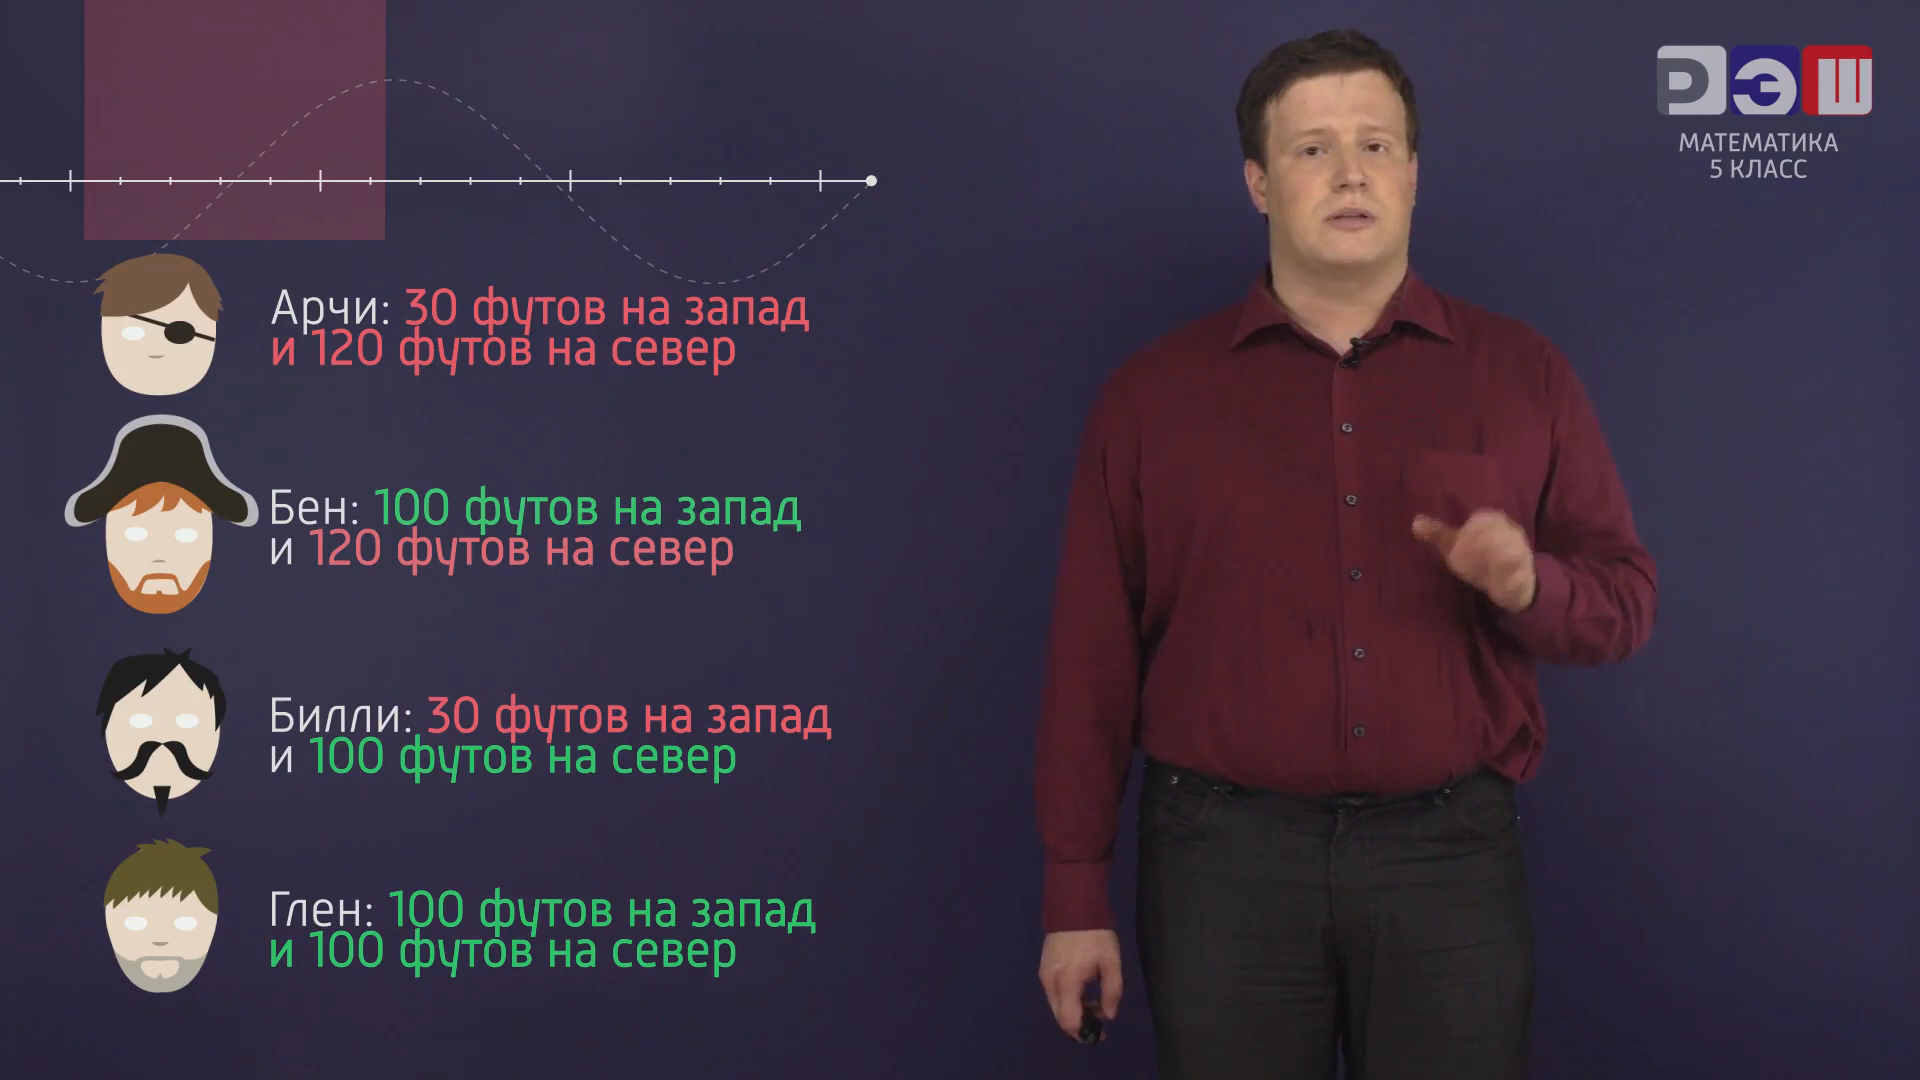 РЭШ
МАТЕМАТИКА
5 КЛАСС
Арчи: 30 футов на запад
и 120 футов на север
Бен: 100 футов на запад
и 120 футов на север
Билли: 30 футов на запад
и 100 футов на север
Глен: 100 футов на запад
и 100 футов на север